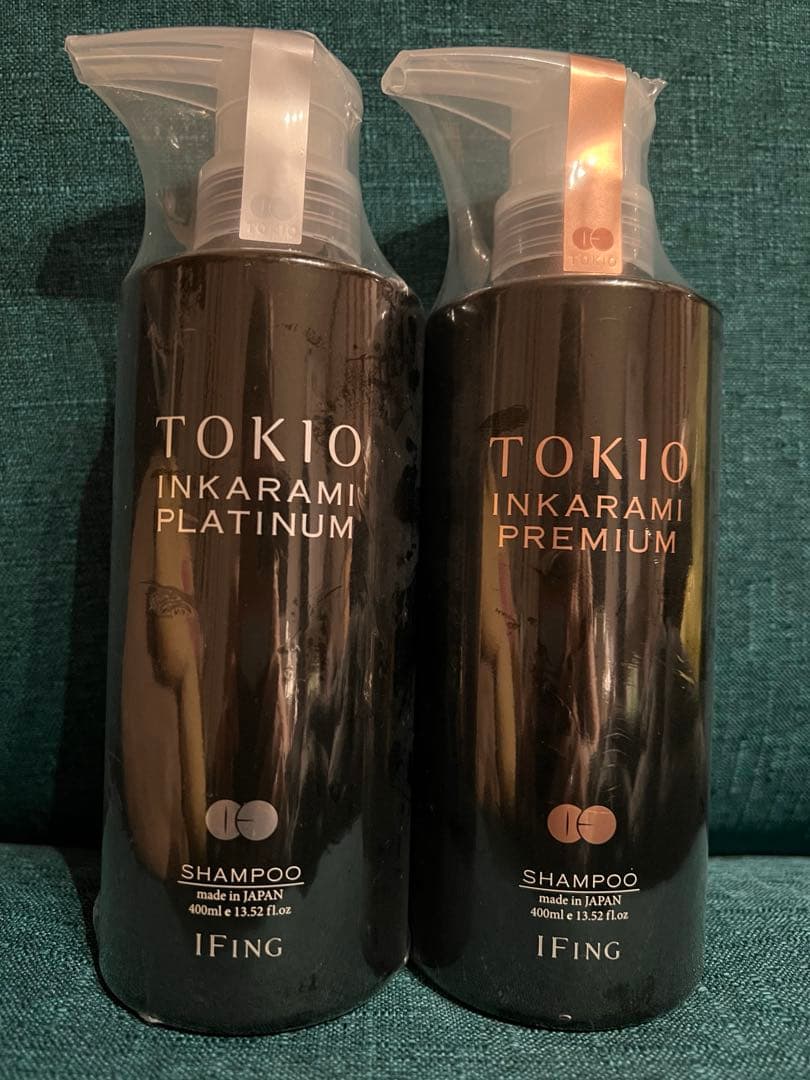 TOKIO
TOKIO
INKARAMI
PLATINUM
SHAMPOO
made in JAPAN
400ml e 13.52 fl.oz
IFING
TOKIO
TOKIO
INKARAMI
PREMIUM
SHAMPOO
made in JAPAN
400ml e 13.52 fl.oz
IFING